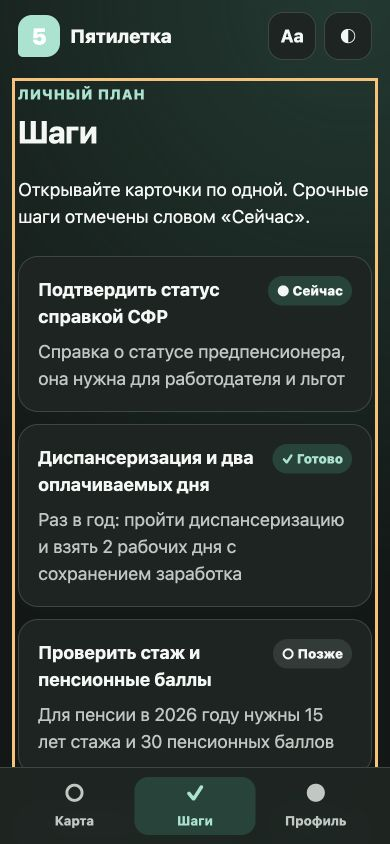 5 Пятилетка Aa
ЛИЧНЫЙ ПЛАН
Шаги
Открывайте карточки по одной. Срочные
шаги отмечены словом «Сейчас».
Подтвердить статус
справкой СФР
Сейчас
Справка о статусе предпенсионера,
она нужна для работодателя и льгот
Диспансеризация и два
оплачиваемых дня
Готово
Раз в год: пройти диспансеризацию
и взять 2 рабочих дня с
сохранением заработка
Проверить стаж и
пенсионные баллы
Позже
Для пенсии в 2026 году нужны 15
лет стажа и 30 пенсионных баллов
Карта Шаги Профиль